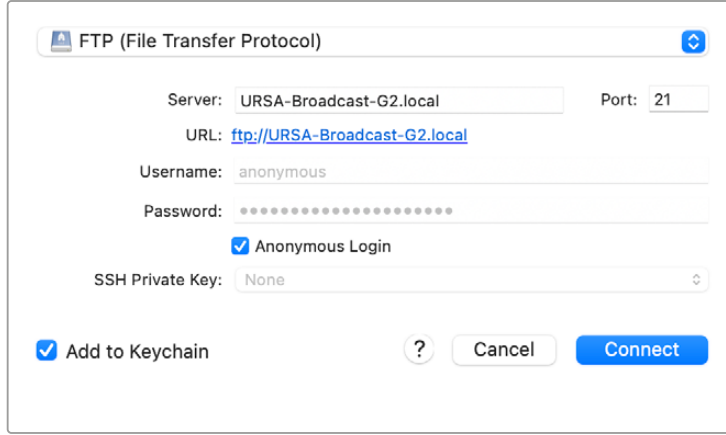 FTP (File Transfer Protocol)
Server: URSA-Broadcast-G2.local Port: 21
URL: ftp://URSA-Broadcast-G2.local
Username: anonymous
Password: •••••••••••••••••••••
Anonymous Login
SSH Private Key: None
Add to Keychain ? Cancel Connect